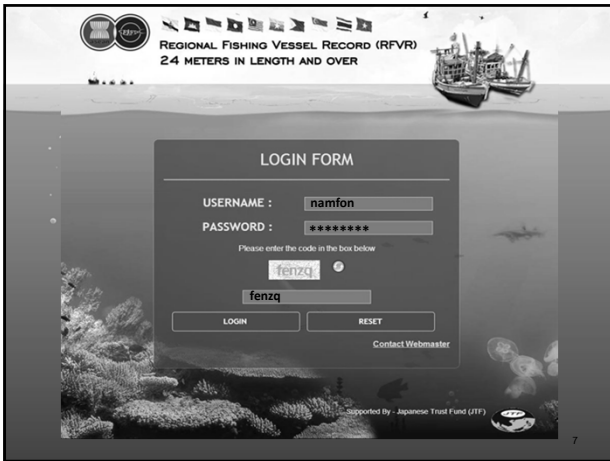 REGIONAL FISHING VESSEL RECORD (RFVR)
24 METERS IN LENGTH AND OVER
LOGIN FORM
USERNAME : namfon
PASSWORD : ********
Please enter the code in the box below
fenzq
fenzq
LOGIN RESET
Contact Webmaster
Supported By - Japanese Trust Fund (JTF)
JTF
7